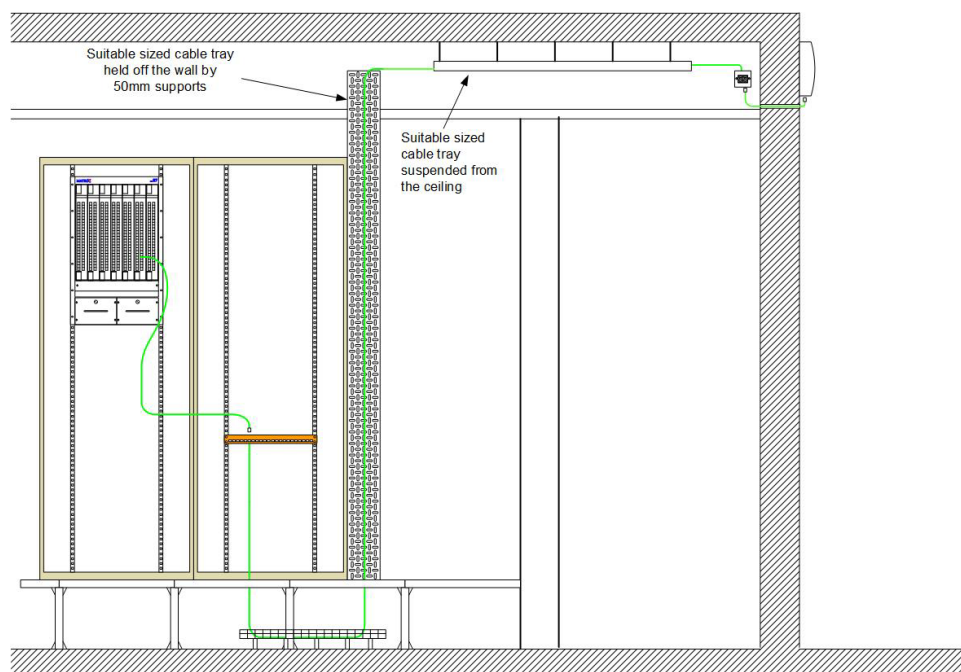 Suitable sized cable tray
held off the wall by
50mm supports
Suitable sized
cable tray
suspended from
the ceiling